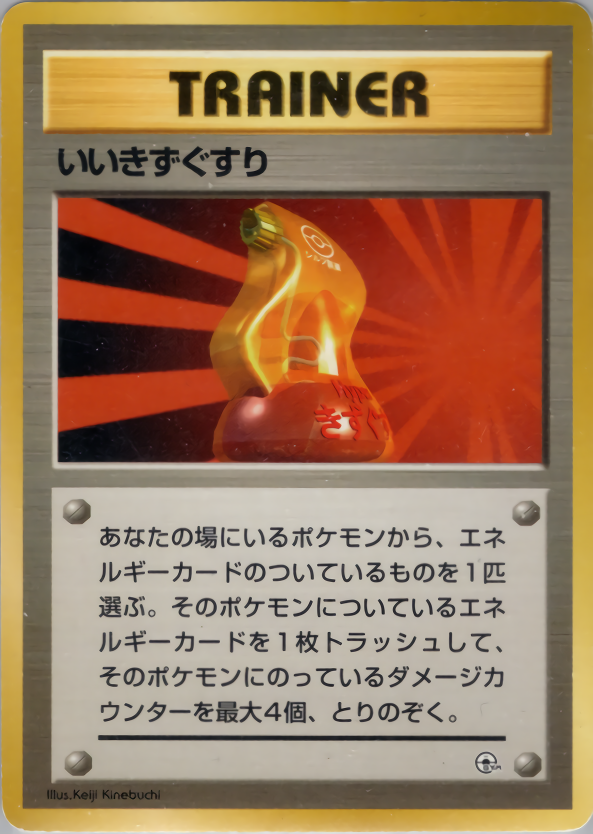 TRAINER
いいきずぐすり
あなたの場にいるポケモンから、エネ
ルギーカードのついているものを1匹
選ぶ。そのポケモンについているエネ
ルギーカードを1枚トラッシュして、
そのポケモンにのっているダメージカ
ウンターを最大4個、とりのぞく。
Illus.Keiji Kinebuchi